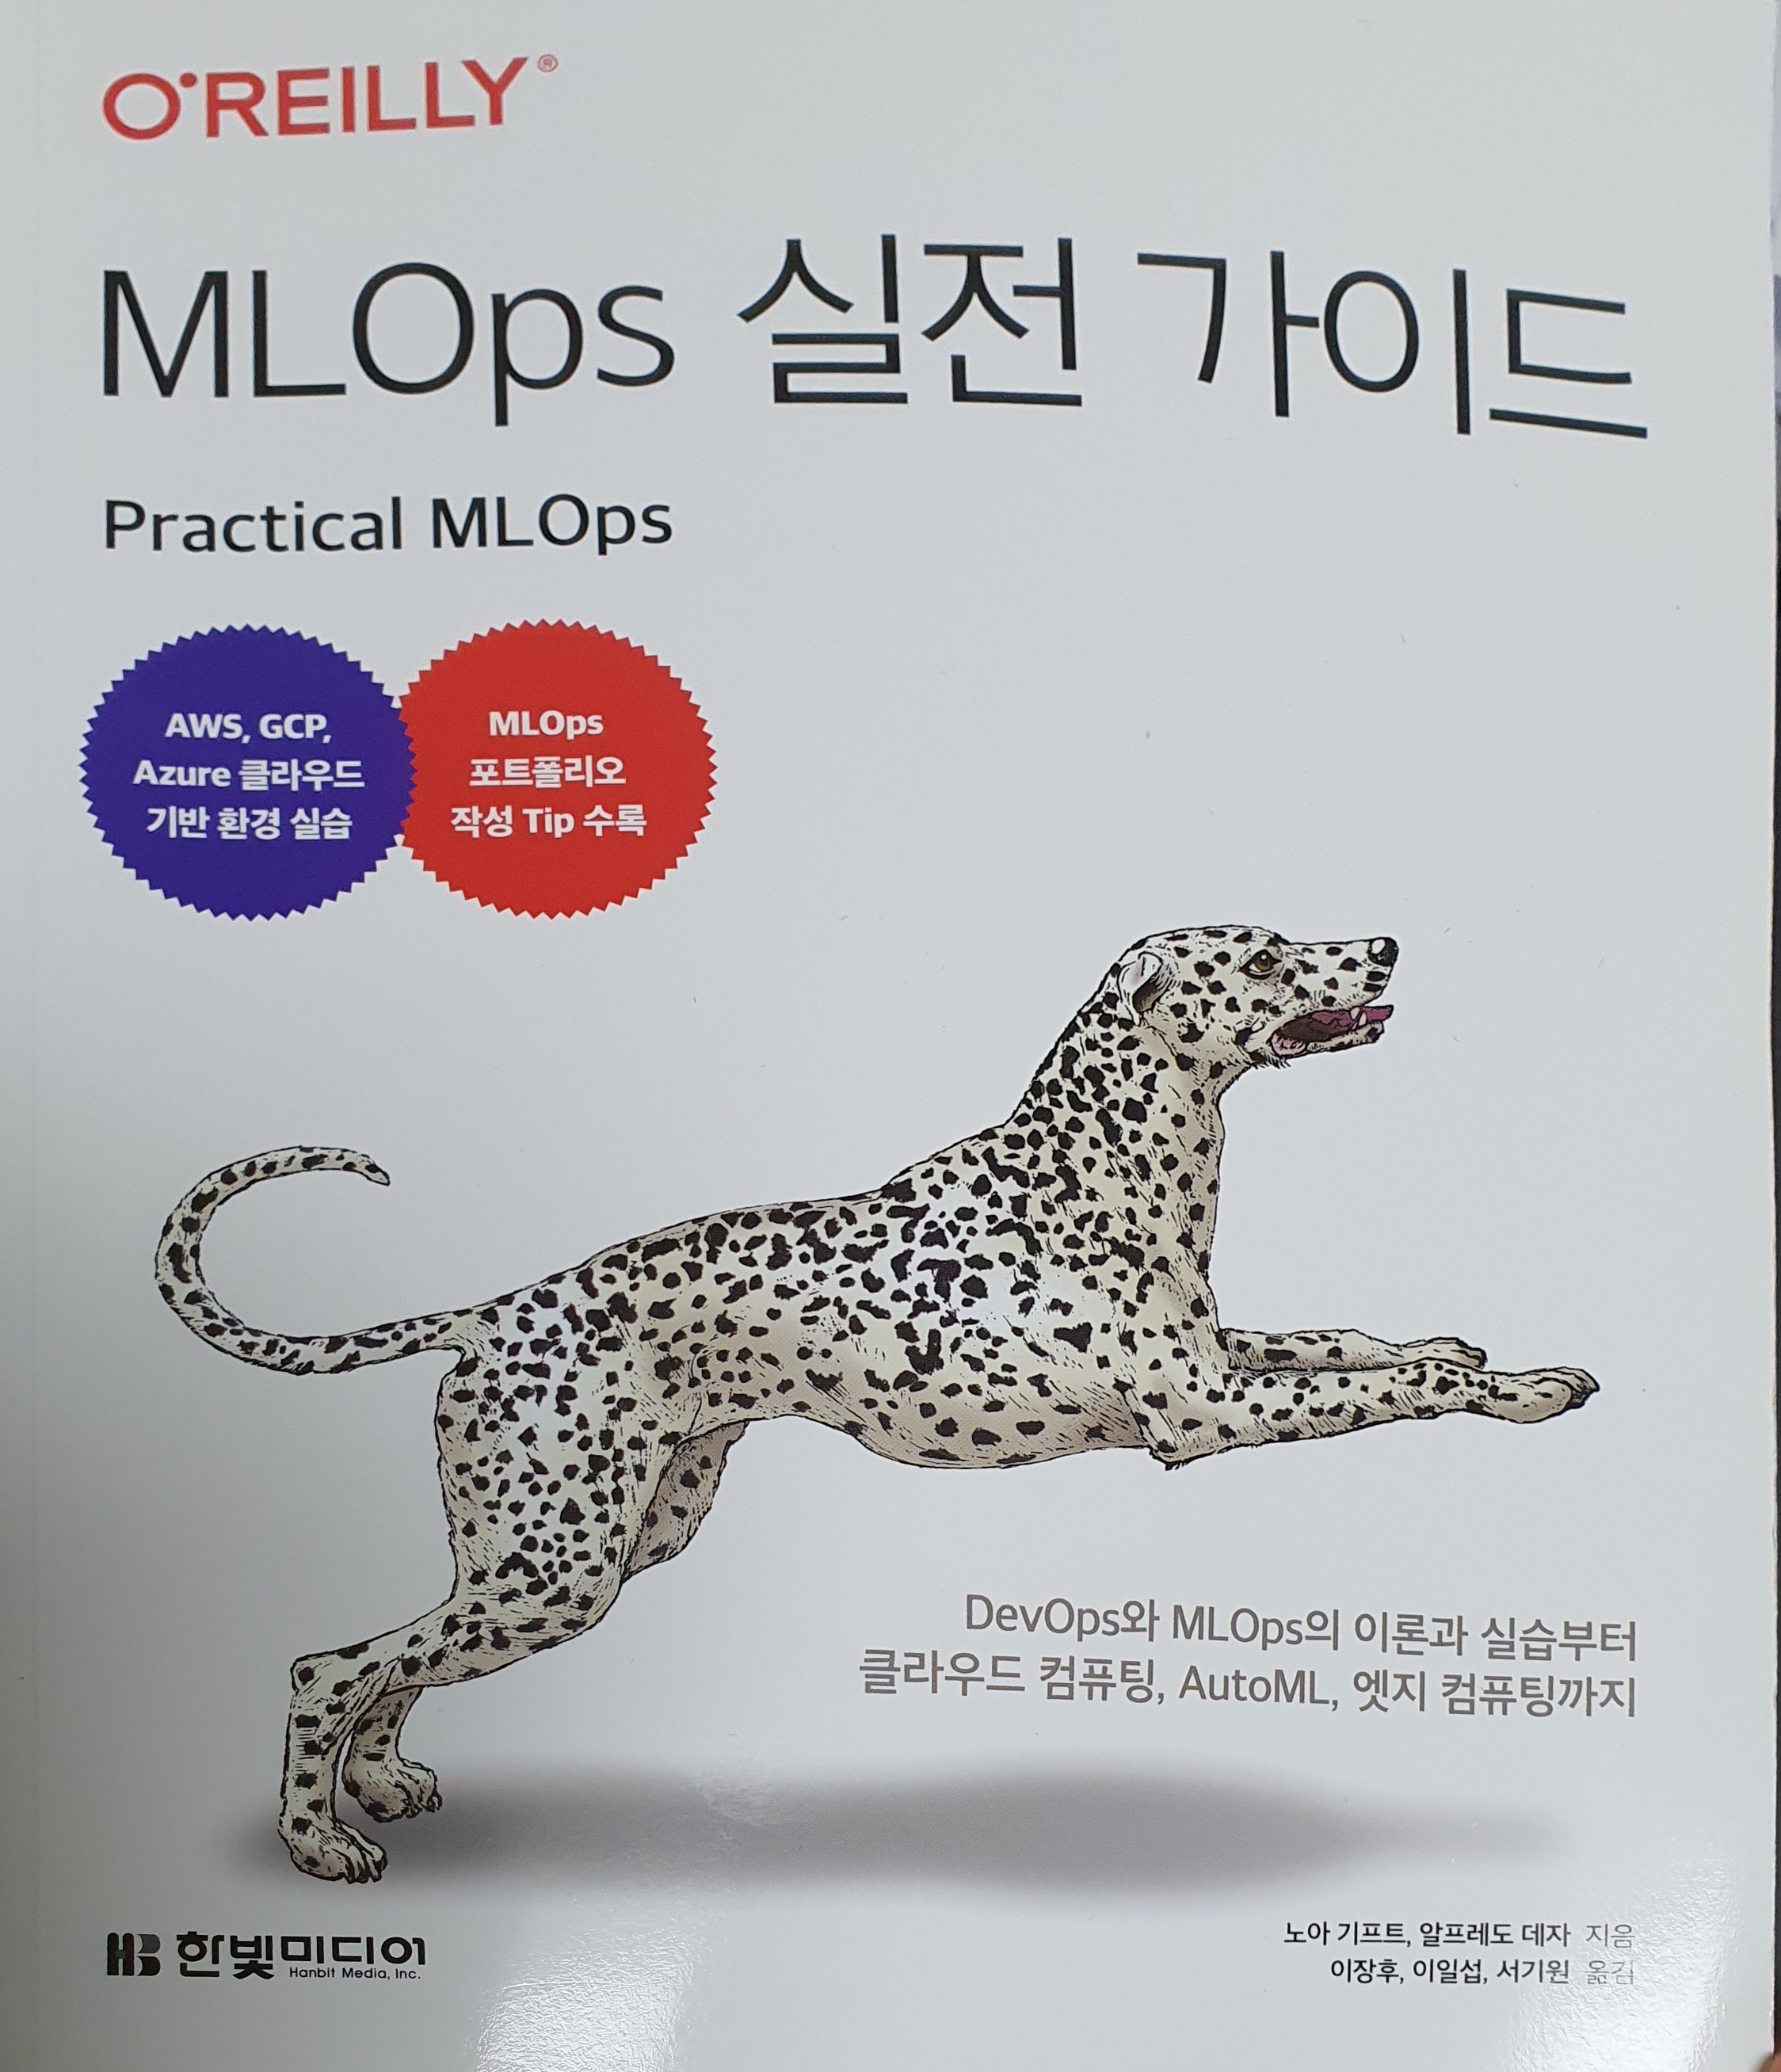 O'REILLY®
MLOps 실전 가이드
Practical MLOps
AWS, GCP,
Azure 클라우드
기반 환경 실습
MLOps
포트폴리오
작성 Tip 수록
DevOps와 MLOps의 이론과 실습부터
클라우드 컴퓨팅, AutoML, 엣지 컴퓨팅까지
HB 한빛미디어
Hanbit Media, Inc.
노아 기프트, 알프레도 데자 지음
이장후, 이일섭, 서기원 옮김